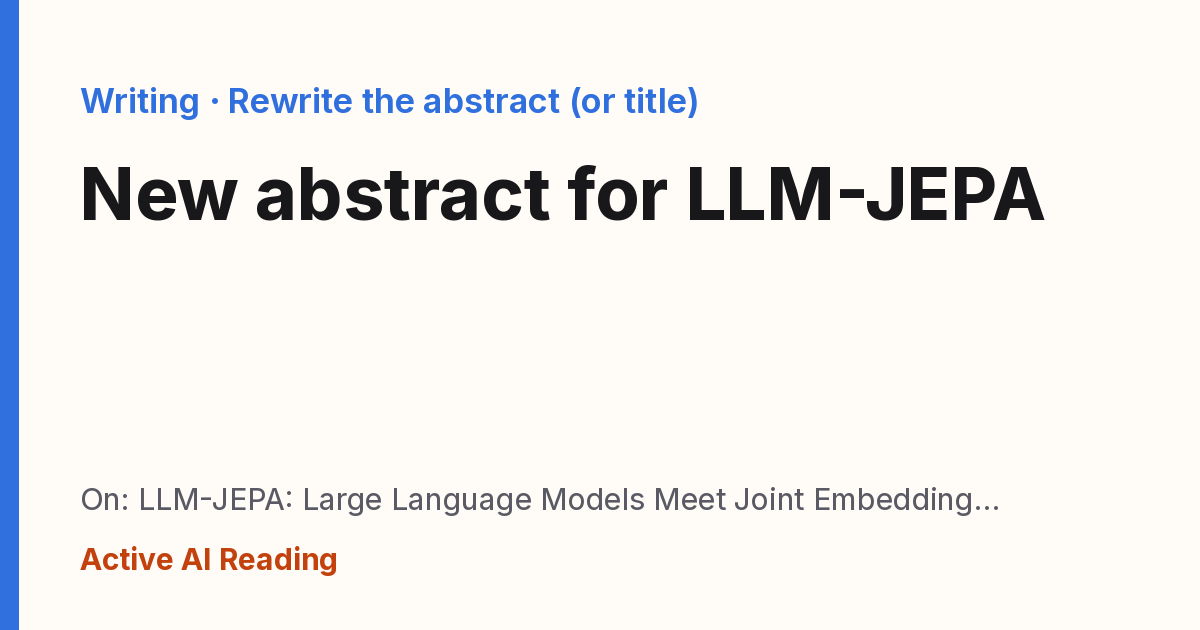 Writing · Rewrite the abstract (or title)
New abstract for LLM-JEPA
On: LLM-JEPA: Large Language Models Meet Joint Embedding…
Active AI Reading